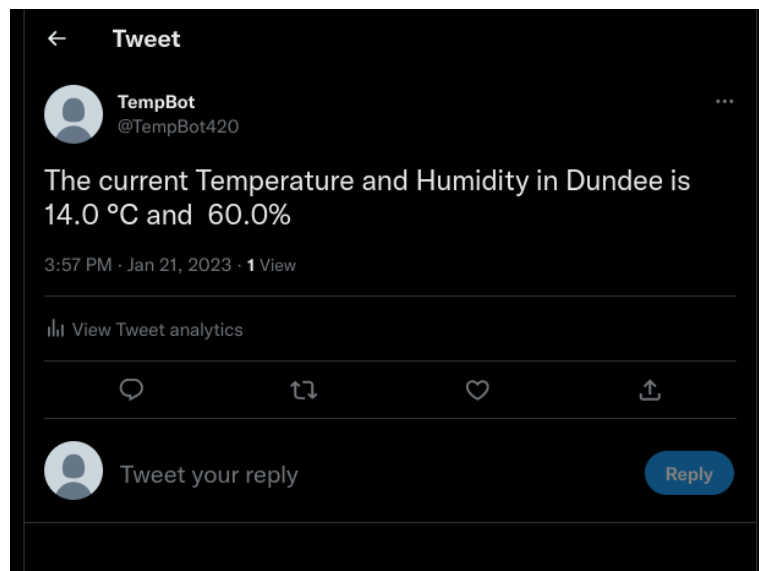 Tweet
TempBot
@TempBot420
The current Temperature and Humidity in Dundee is
14.0 ºC and  60.0%
3:57 PM · Jan 21, 2023 · 1 View
View Tweet analytics
Tweet your reply
Reply